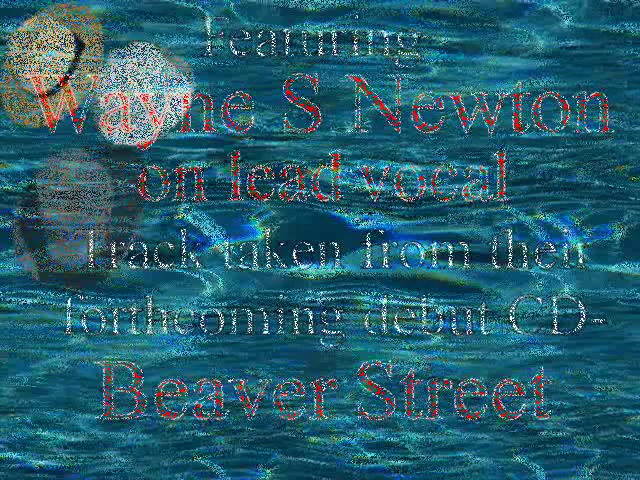 Featuring
Wayne S Newton
on lead vocal
Track taken from their
forthcoming debut CD-
Beaver Street